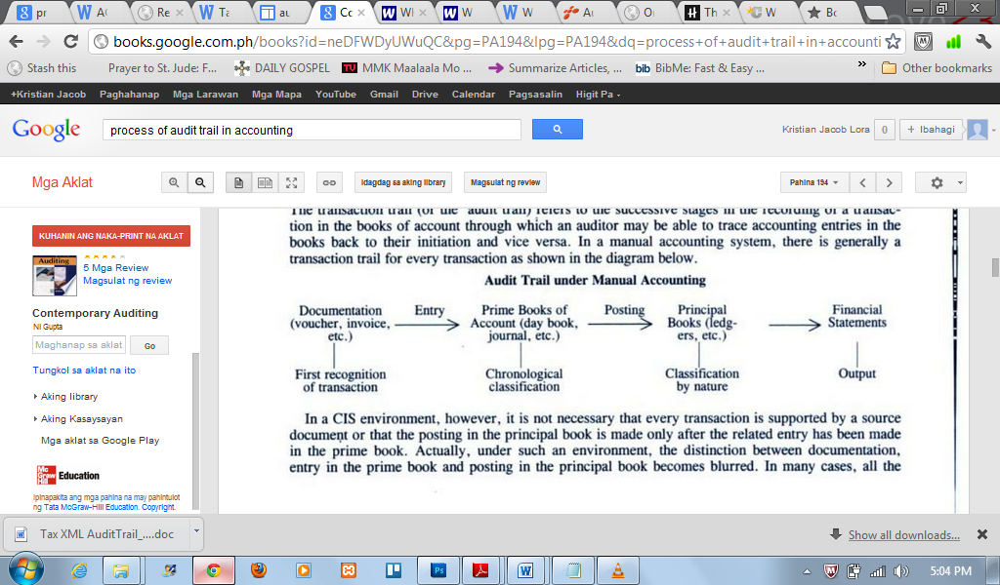 pr
Re
Ta
au
Co
W
W
Au
Th
W
books.google.com.ph/books?id=neDFWDyUWuQC&pg=PA194&lpg=PA194&dq=process+of+audit+trail+in+accounti
Stash this
Prayer to St. Jude: F...
DAILY GOSPEL
MMK Maalaala Mo ...
Summarize Articles, ...
BibMe: Fast & Easy ...
Other bookmarks
+Kristian Jacob Paghahanap Mga Larawan Mga Mapa YouTube Gmail Drive Calendar Pagsasalin Higit Pa
Google
process of audit trail in accounting
Kristian Jacob Lora 0 + Ibahagi
Mga Aklat
Idagdag sa aking library
Magsulat ng review
Pahina 194
KUHANIN ANG NAKA-PRINT NA AKLAT
Auditing
5 Mga Review
Magsulat ng review
Contemporary Auditing
Ni Gupta
Maghanap sa aklat
Go
Tungkol sa aklat na ito
Aking library
Aking Kasaysayan
Mga aklat sa Google Play
Mc
Graw
Hill
Education
Ipinapakita ang mga pahina na may pahintulot
ng Tata McGraw-Hill Education. Copyright.
The transaction trail (or the 'audit trail') refers to the successive stages in the recording of a transac-
tion in the books of account through which an auditor may be able to trace accounting entries in the
books back to their initiation and vice versa. In a manual accounting system, there is generally a
transaction trail for every transaction as shown in the diagram below.
Audit Trail under Manual Accounting
Documentation
(voucher, invoice,
etc.)
Entry
Prime Books of
Account (day book,
journal, etc.)
Posting
Principal
Books (ledg-
ers, etc.)
Financial
Statements
First recognition
of transaction
Chronological
classification
Classification
by nature
Output
In a CIS environment, however, it is not necessary that every transaction is supported by a source
document or that the posting in the principal book is made only after the related entry has been made
in the prime book. Actually, under such an environment, the distinction between documentation,
entry in the prime book and posting in the principal book becomes blurred. In many cases, all the
Tax XML AuditTrail_....doc
Show all downloads...
5:04 PM